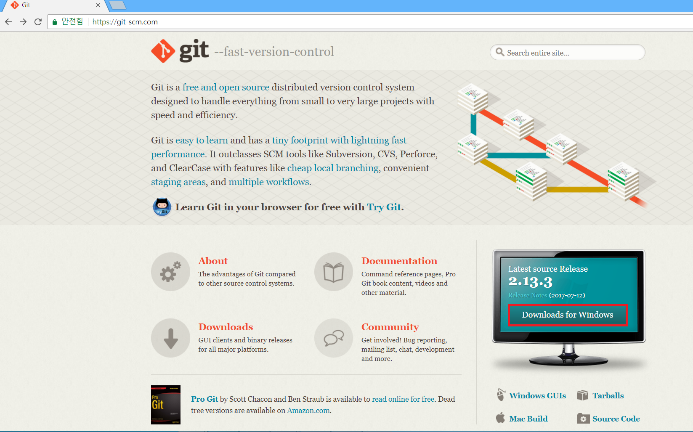 Git
안전함 https://git-scm.com
git --fast-version-control
Search entire site...
Git is a free and open source distributed version control system
designed to handle everything from small to very large projects with
speed and efficiency.
Git is easy to learn and has a tiny footprint with lightning fast
performance. It outclasses SCM tools like Subversion, CVS, Perforce,
and ClearCase with features like cheap local branching, convenient
staging areas, and multiple workflows.
Learn Git in your browser for free with Try Git.
About
The advantages of Git compared
to other source control systems.
Documentation
Command reference pages, Pro
Git book content, videos and
other material.
Downloads
GUI clients and binary releases
for all major platforms.
Community
Get involved! Bug reporting,
mailing list, chat, development
and more.
Pro
Git
Pro Git by Scott Chacon and Ben Straub is available to read online for free. Dead
tree versions are available on Amazon.com.
Latest source Release
2.13.3
Release Notes (2017-07-12)
Downloads for Windows
Windows GUIs
Tarballs
Mac Build
Source Code